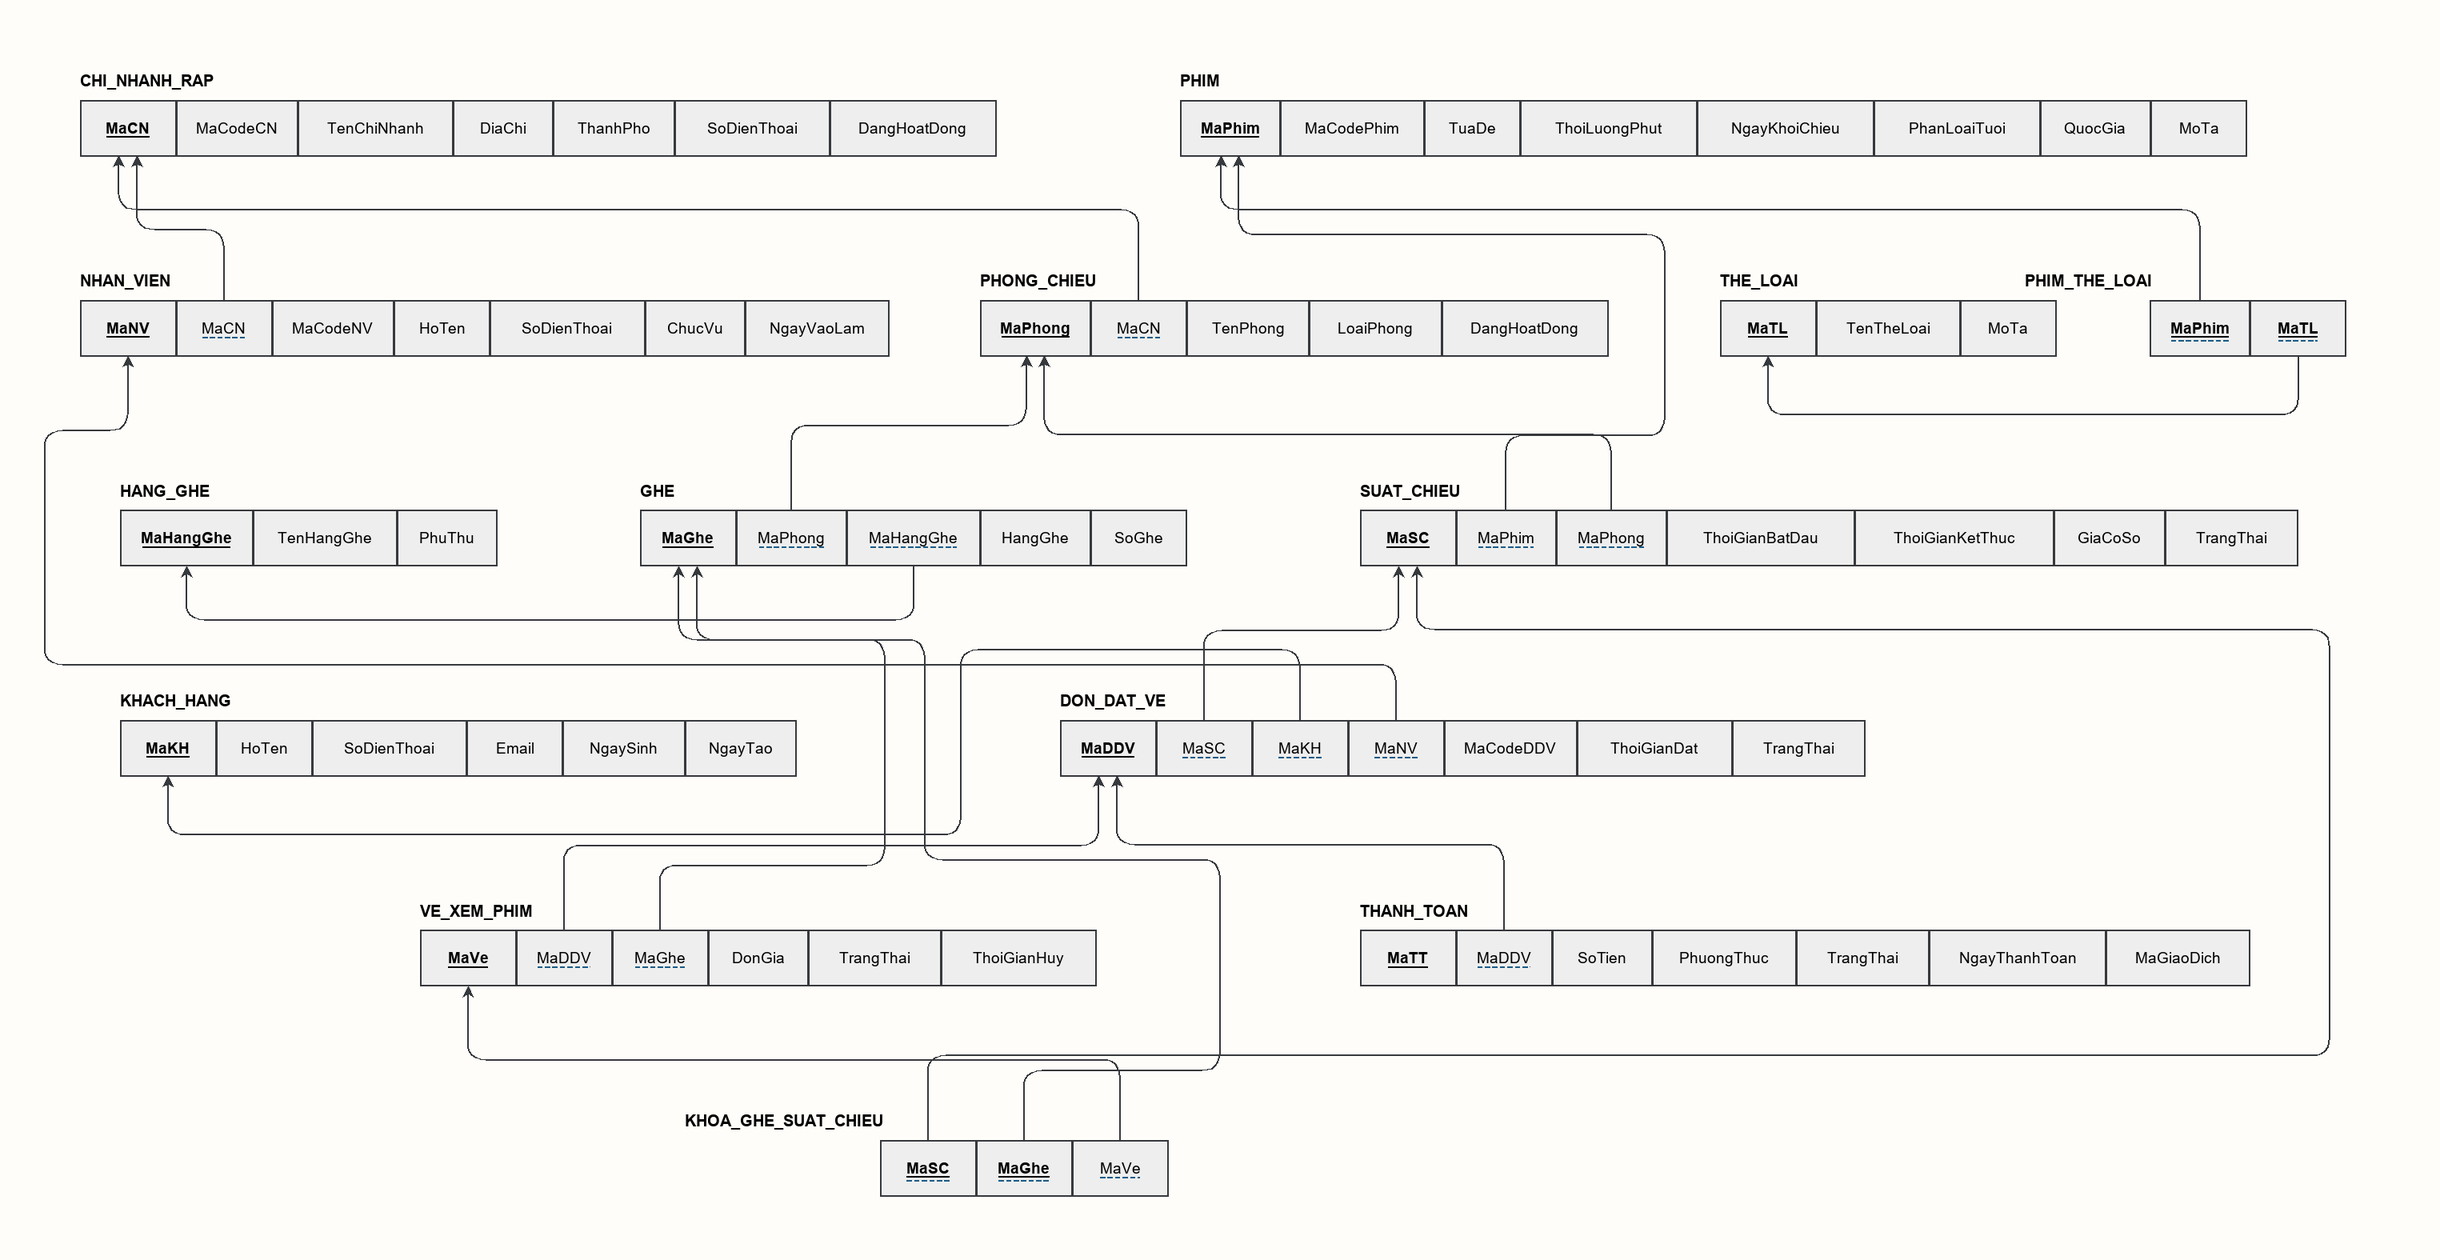 CHI_NHANH_RAP
MaCN MaCodeCN TenChiNhanh DiaChi ThanhPho SoDienThoai DangHoatDong
PHIM
MaPhim MaCodePhim TuaDe ThoiLuongPhut NgayKhoiChieu PhanLoaiTuoi QuocGia MoTa
NHAN_VIEN
MaNV MaCN MaCodeNV HoTen SoDienThoai ChucVu NgayVaoLam
PHONG_CHIEU
MaPhong MaCN TenPhong LoaiPhong DangHoatDong
THE_LOAI
MaTL TenTheLoai MoTa
PHIM_THE_LOAI
MaPhim MaTL
HANG_GHE
MaHangGhe TenHangGhe PhuThu
GHE
MaGhe MaPhong MaHangGhe HangGhe SoGhe
SUAT_CHIEU
MaSC MaPhim MaPhong ThoiGianBatDau ThoiGianKetThuc GiaCoSo TrangThai
KHACH_HANG
MaKH HoTen SoDienThoai Email NgaySinh NgayTao
DON_DAT_VE
MaDDV MaSC MaKH MaNV MaCodeDDV ThoiGianDat TrangThai
VE_XEM_PHIM
MaVe MaDDV MaGhe DonGia TrangThai ThoiGianHuy
THANH_TOAN
MaTT MaDDV SoTien PhuongThuc TrangThai NgayThanhToan MaGiaoDich
KHOA_GHE_SUAT_CHIEU
MaSC MaGhe MaVe